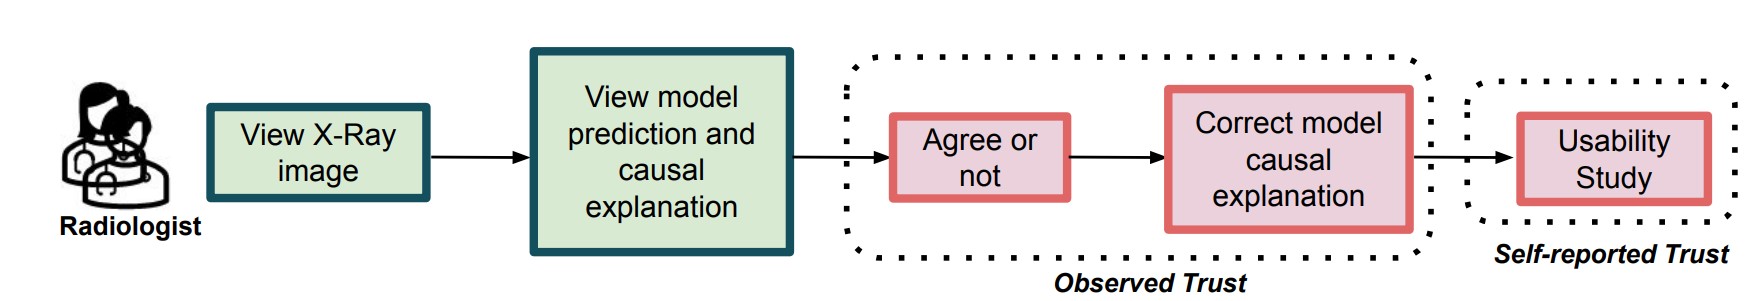 Radiologist
View X-Ray
image
View model
prediction and
causal
explanation
Agree or
not
Correct model
causal
explanation
Observed Trust
Usability
Study
Self-reported Trust